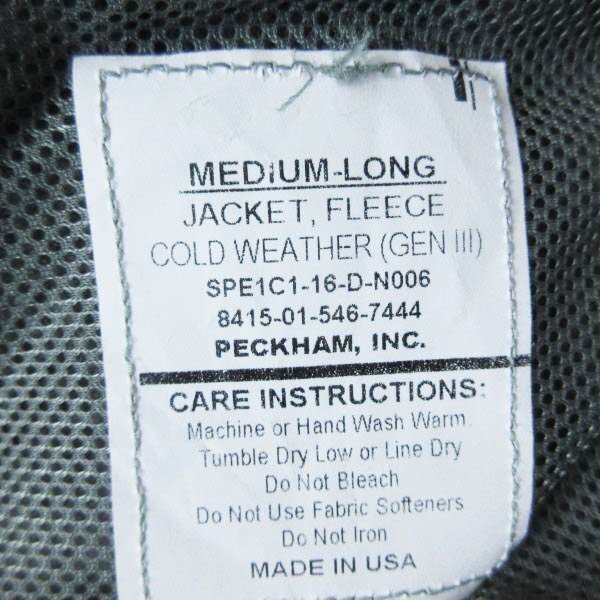 MEDIUM-LONG
JACKET, FLEECE
COLD WEATHER (GEN III)
SPE1C1-16-D-N006
8415-01-546-7444
PECKHAM, INC.
CARE INSTRUCTIONS:
Machine or Hand Wash Warm.
Tumble Dry Low or Line Dry
Do Not Bleach
Do Not Use Fabric Softeners
Do Not Iron
MADE IN USA